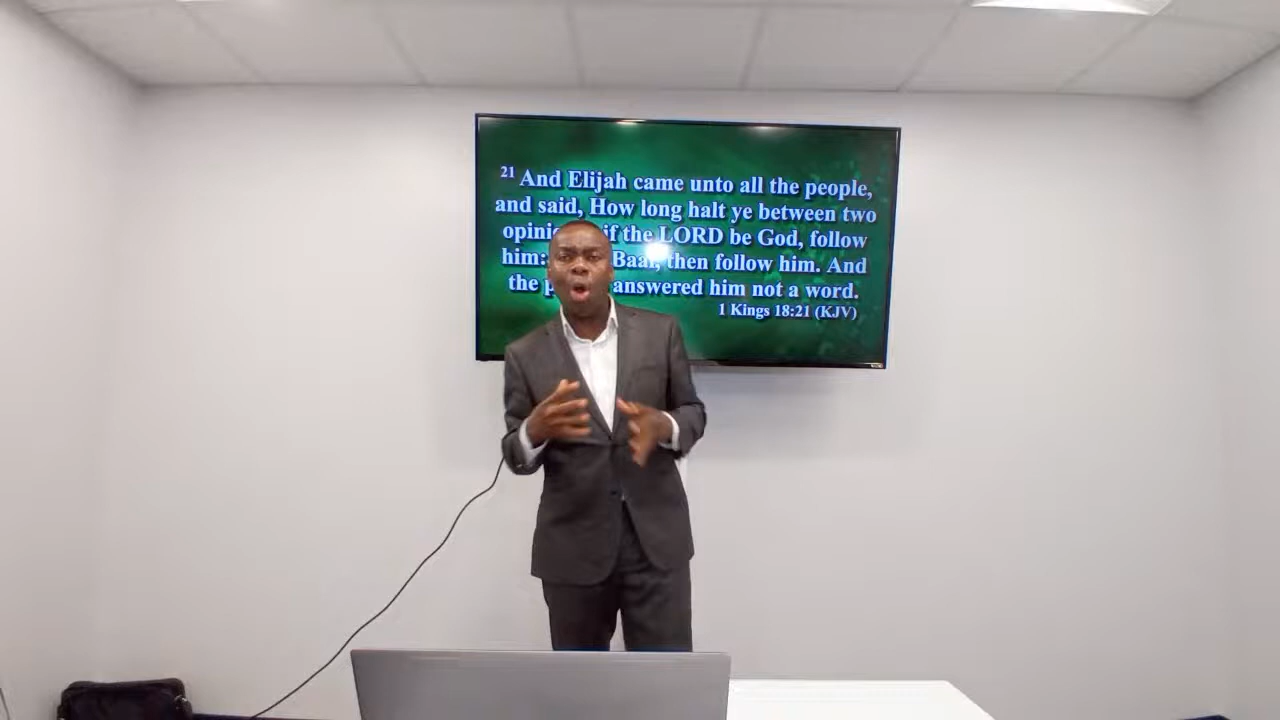 21 And Elijah came unto all the people,
and said, How long halt ye between two
if the LORD be God, follow
him: Baal, then follow him. And
the answered him not a word.
1 Kings 18:21 (KJV)